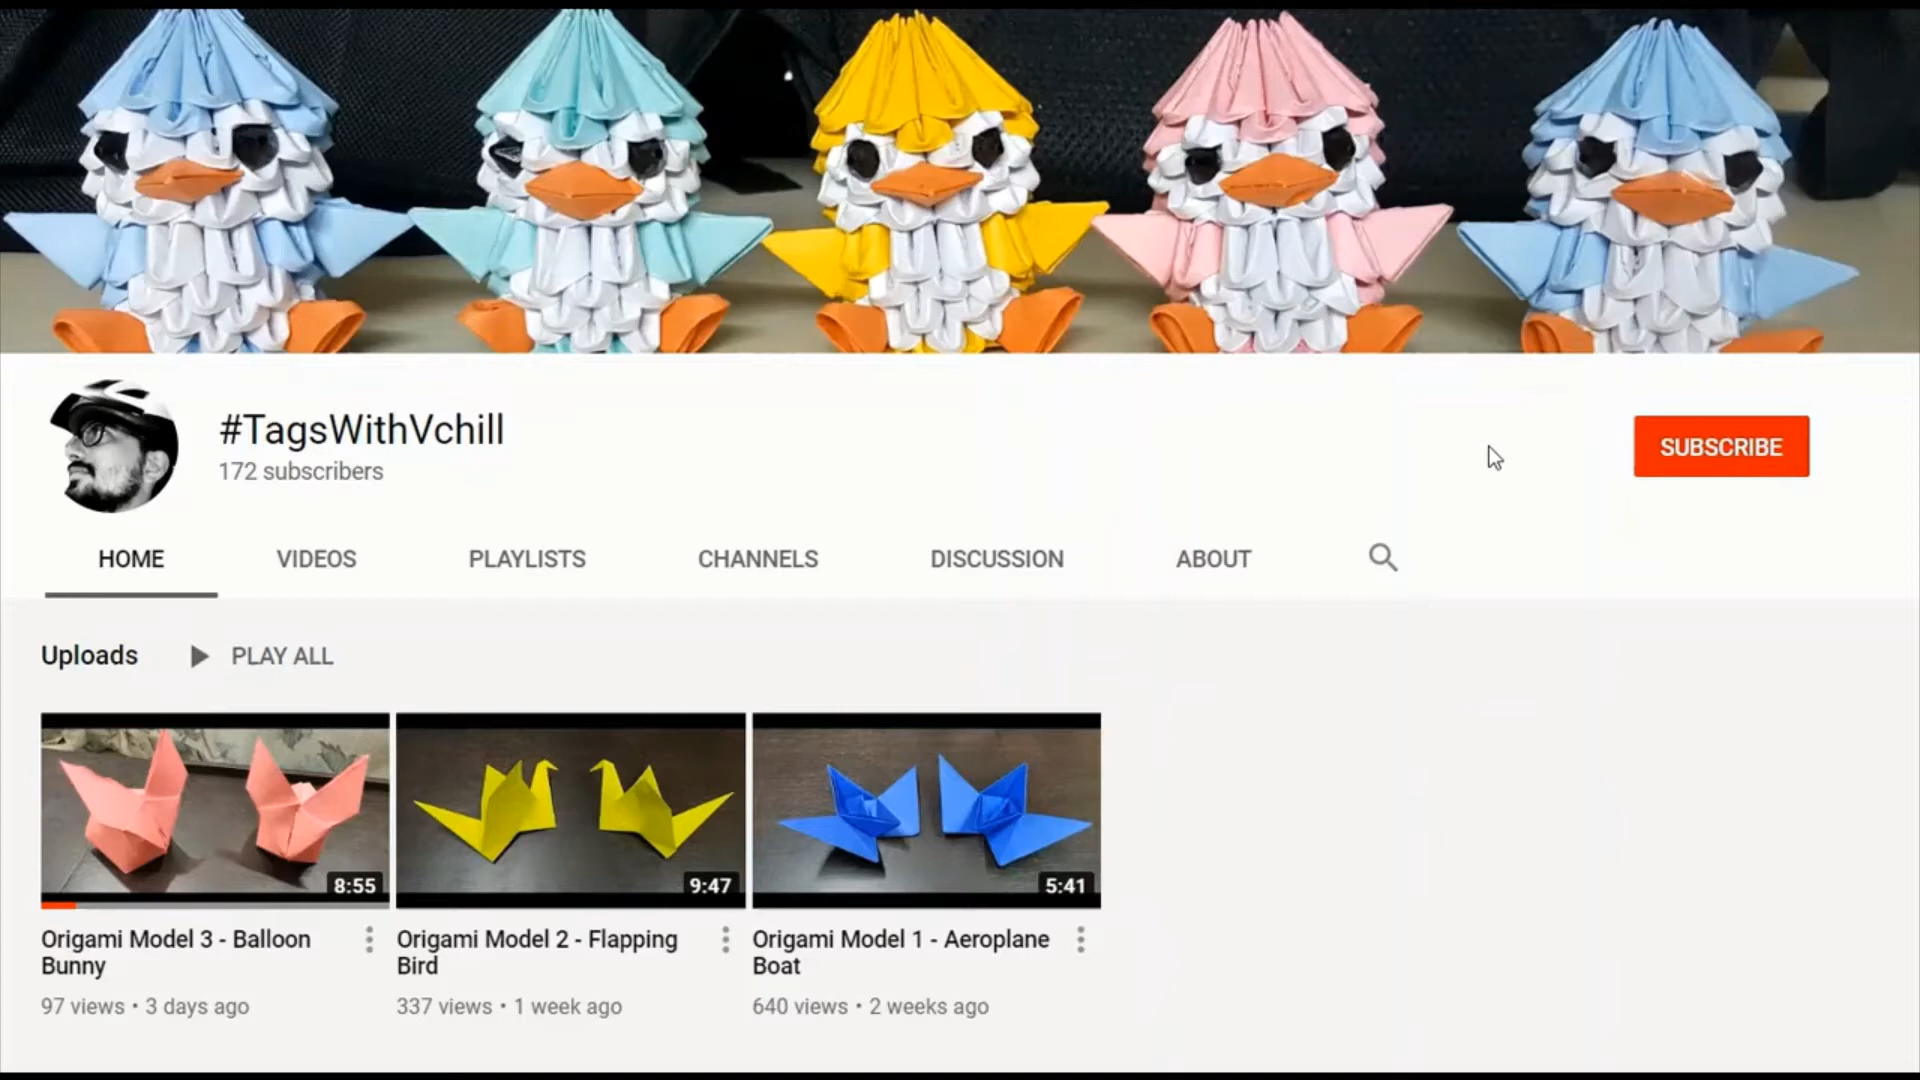 #TagsWithVchill
172 subscribers
SUBSCRIBE
HOME VIDEOS PLAYLISTS CHANNELS DISCUSSION ABOUT
Uploads PLAY ALL
8:55 9:47 5:41
Origami Model 3 - Balloon
Bunny
97 views • 3 days ago
Origami Model 2 - Flapping
Bird
337 views • 1 week ago
Origami Model 1 - Aeroplane
Boat
640 views • 2 weeks ago